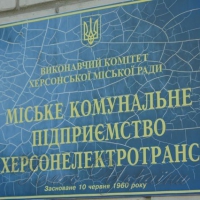 ВИКОНАВЧИЙ КОМІТЕТ
ХЕРСОНСЬКОЇ МІСЬКОЇ РАДИ
МІСЬКЕ КОМУНАЛЬНЕ
ПІДПРИЄМСТВО
ХЕРСОНЕЛЕКТРОТРАНС
Засноване 10 червня 1960 року